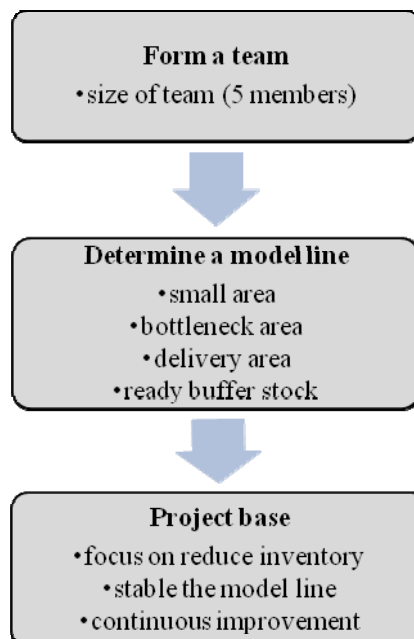 Form a team
•size of team (5 members)
Determine a model line
•small area
•bottleneck area
•delivery area
•ready buffer stock
Project base
•focus on reduce inventory
•stable the model line
•continuous improvement